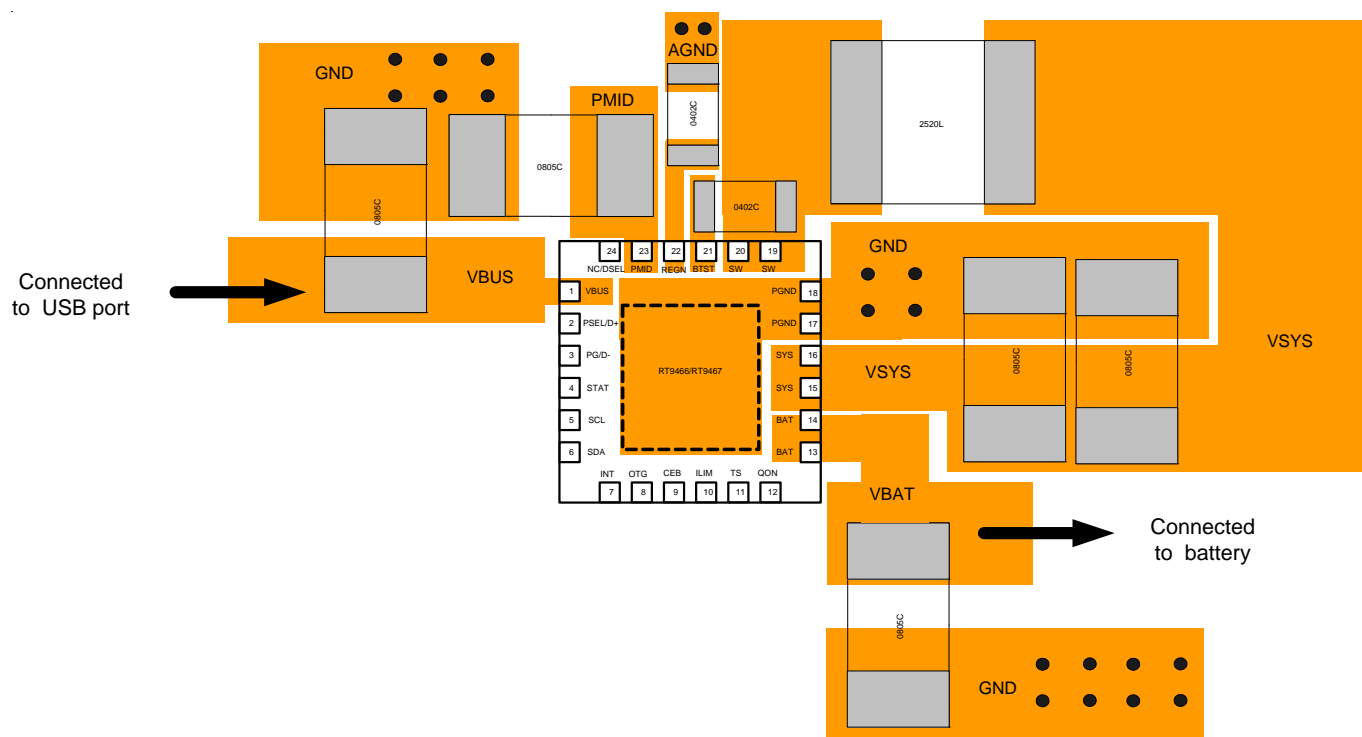 AGND
GND
PMID
0402C
2520L
0805C
0805C
0402C
GND
24
23
22
21
20
19
NC/DSEL
PMID
REGN
BTST
SW
SW
Connected
to USB port
VBUS
1
VBUS
PGND
18
2
PSEL/D+
PGND
17
3
PG/D-
SYS
16
4
STAT
SYS
15
5
SCL
BAT
14
6
SDA
BAT
13
RT9466/RT9467
VSYS
0805C
0805C
VSYS
INT
OTG
CEB
ILIM
TS
QON
7
8
9
10
11
12
VBAT
Connected
to battery
0805C
GND